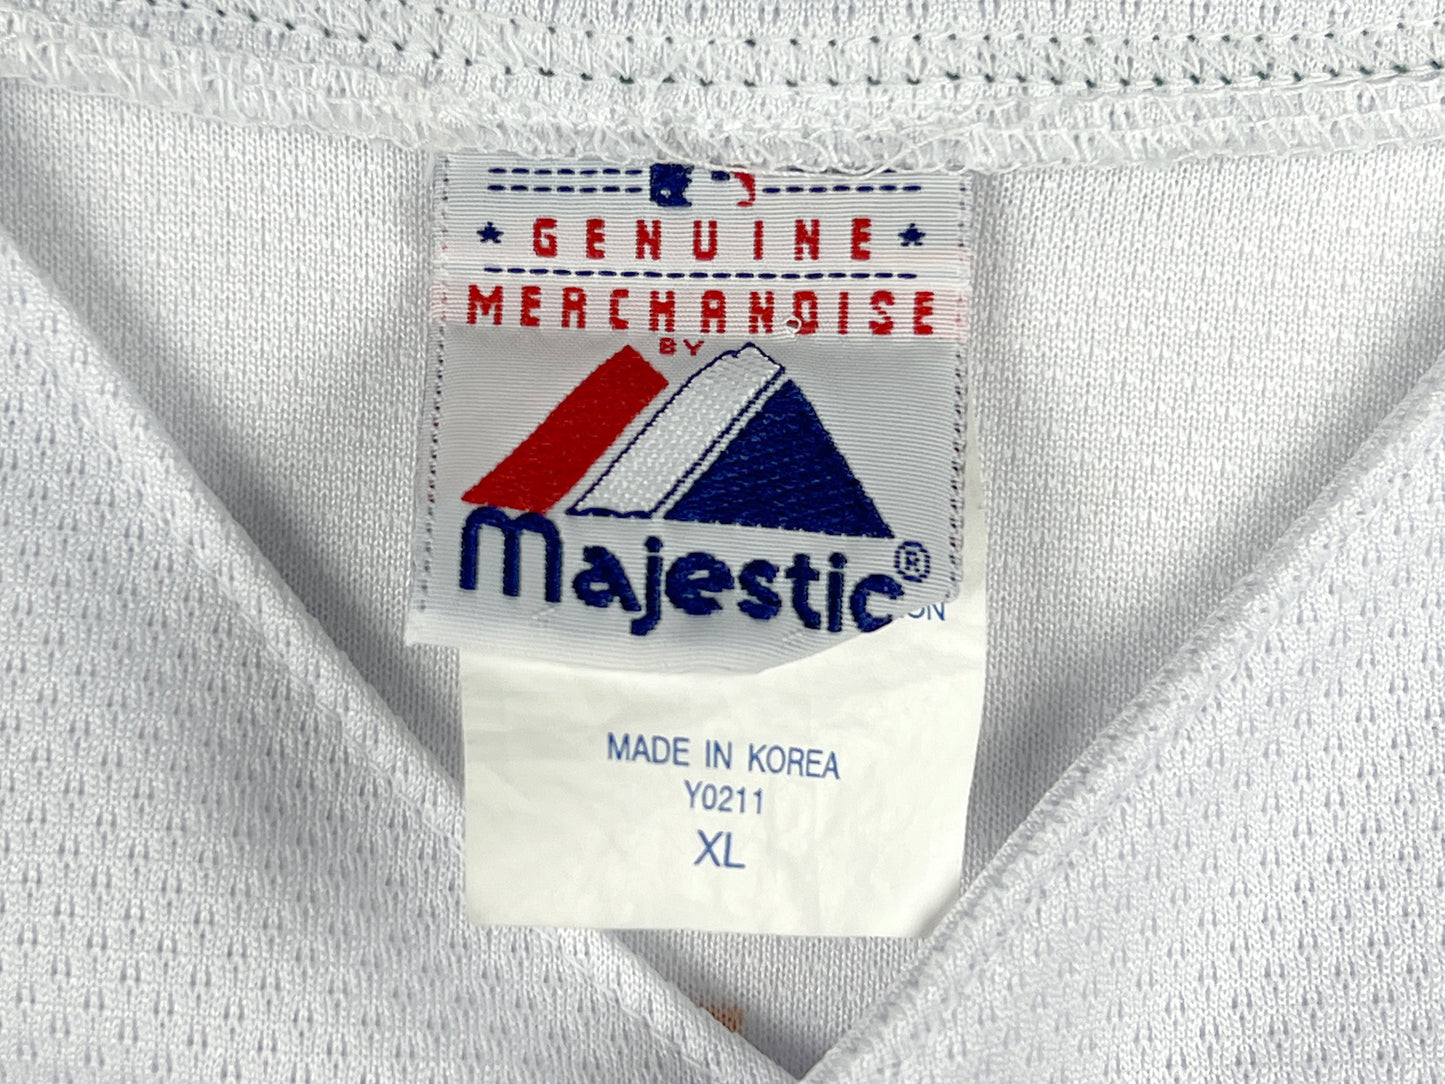 GENUINE
MERCHANDISE
BY
Majestic®
MADE IN KOREA
Y0211
XL